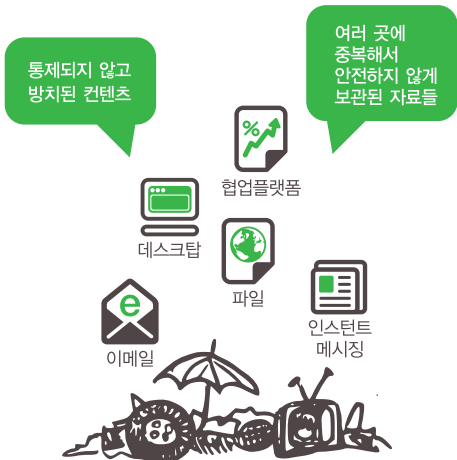 통제되지 않고
방치된 컨텐츠
여러 곳에
중복해서
안전하지 않게
보관된 자료들
%
협업플랫폼
데스크탑
파일
e
이메일
인스턴트
메시징